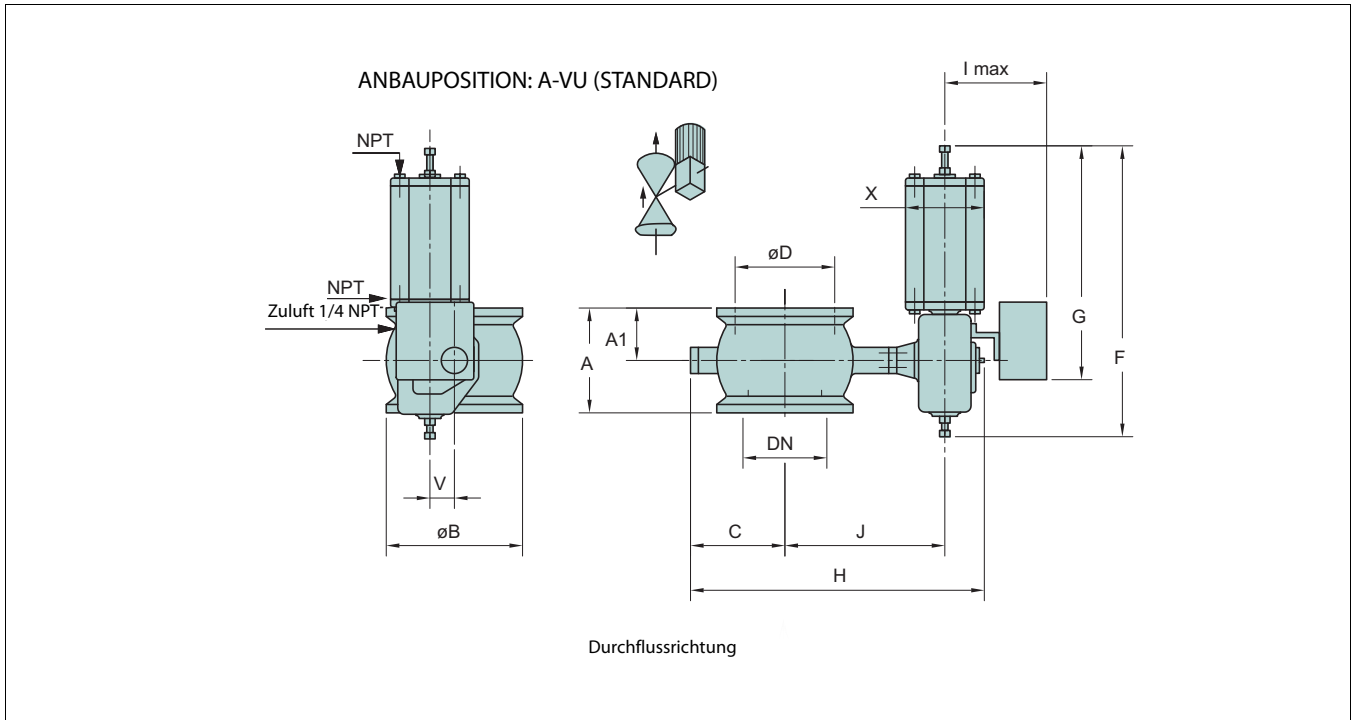 ANBAUPOSITION: A-VU (STANDARD)
I max
NPT
X
øD
NPT
Zuluft 1/4 NPT
A1
A
G
F
DN
V
C
J
øB
H
Durchflussrichtung